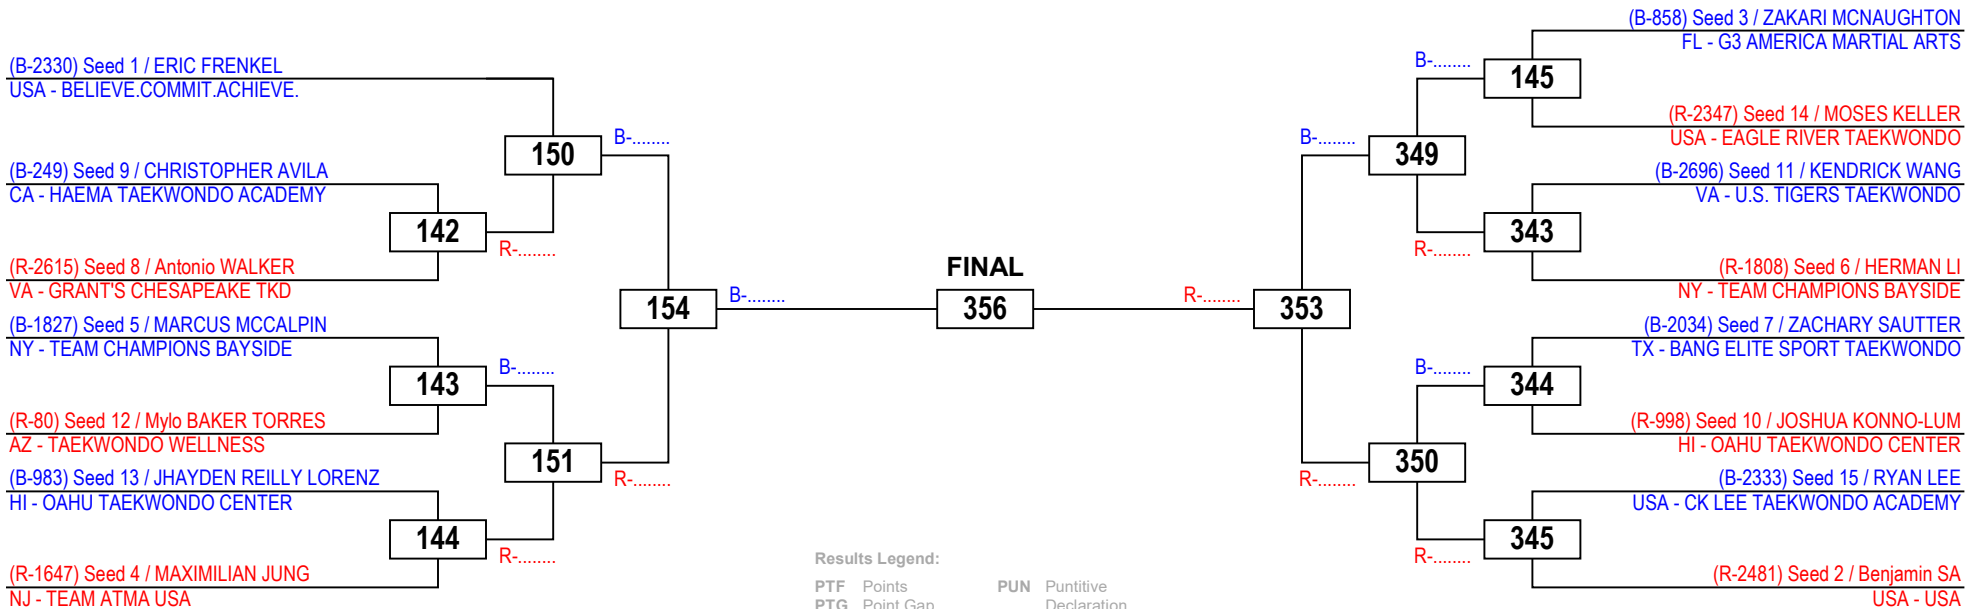 (B-2330) Seed 1 / ERIC FRENKEL
USA - BELIEVE.COMMIT.ACHIEVE.
150
B-........
(B-249) Seed 9 / CHRISTOPHER AVILA
CA - HAEMA TAEKWONDO ACADEMY
142
R-........
(R-2615) Seed 8 / Antonio WALKER
VA - GRANT'S CHESAPEAKE TKD
154
B-........
(B-1827) Seed 5 / MARCUS MCCALPIN
NY - TEAM CHAMPIONS BAYSIDE
143
B-........
(R-80) Seed 12 / Mylo BAKER TORRES
AZ - TAEKWONDO WELLNESS
151
R-........
(B-983) Seed 13 / JHAYDEN REILLY LORENZ
HI - OAHU TAEKWONDO CENTER
144
R-........
(R-1647) Seed 4 / MAXIMILIAN JUNG
NJ - TEAM ATMA USA
FINAL
356
(B-858) Seed 3 / ZAKARI MCNAUGHTON
FL - G3 AMERICA MARTIAL ARTS
B-........
145
(R-2347) Seed 14 / MOSES KELLER
USA - EAGLE RIVER TAEKWONDO
B-........
349
(B-2696) Seed 11 / KENDRICK WANG
VA - U.S. TIGERS TAEKWONDO
343
R-........
(R-1808) Seed 6 / HERMAN LI
NY - TEAM CHAMPIONS BAYSIDE
R-........
353
(B-2034) Seed 7 / ZACHARY SAUTTER
TX - BANG ELITE SPORT TAEKWONDO
B-........
344
(R-998) Seed 10 / JOSHUA KONNO-LUM
HI - OAHU TAEKWONDO CENTER
350
R-........
(B-2333) Seed 15 / RYAN LEE
USA - CK LEE TAEKWONDO ACADEMY
345
R-........
(R-2481) Seed 2 / Benjamin SA
USA - USA
Results Legend:
PTF Points PUN Puntitive
PTG Point Gap Declaration